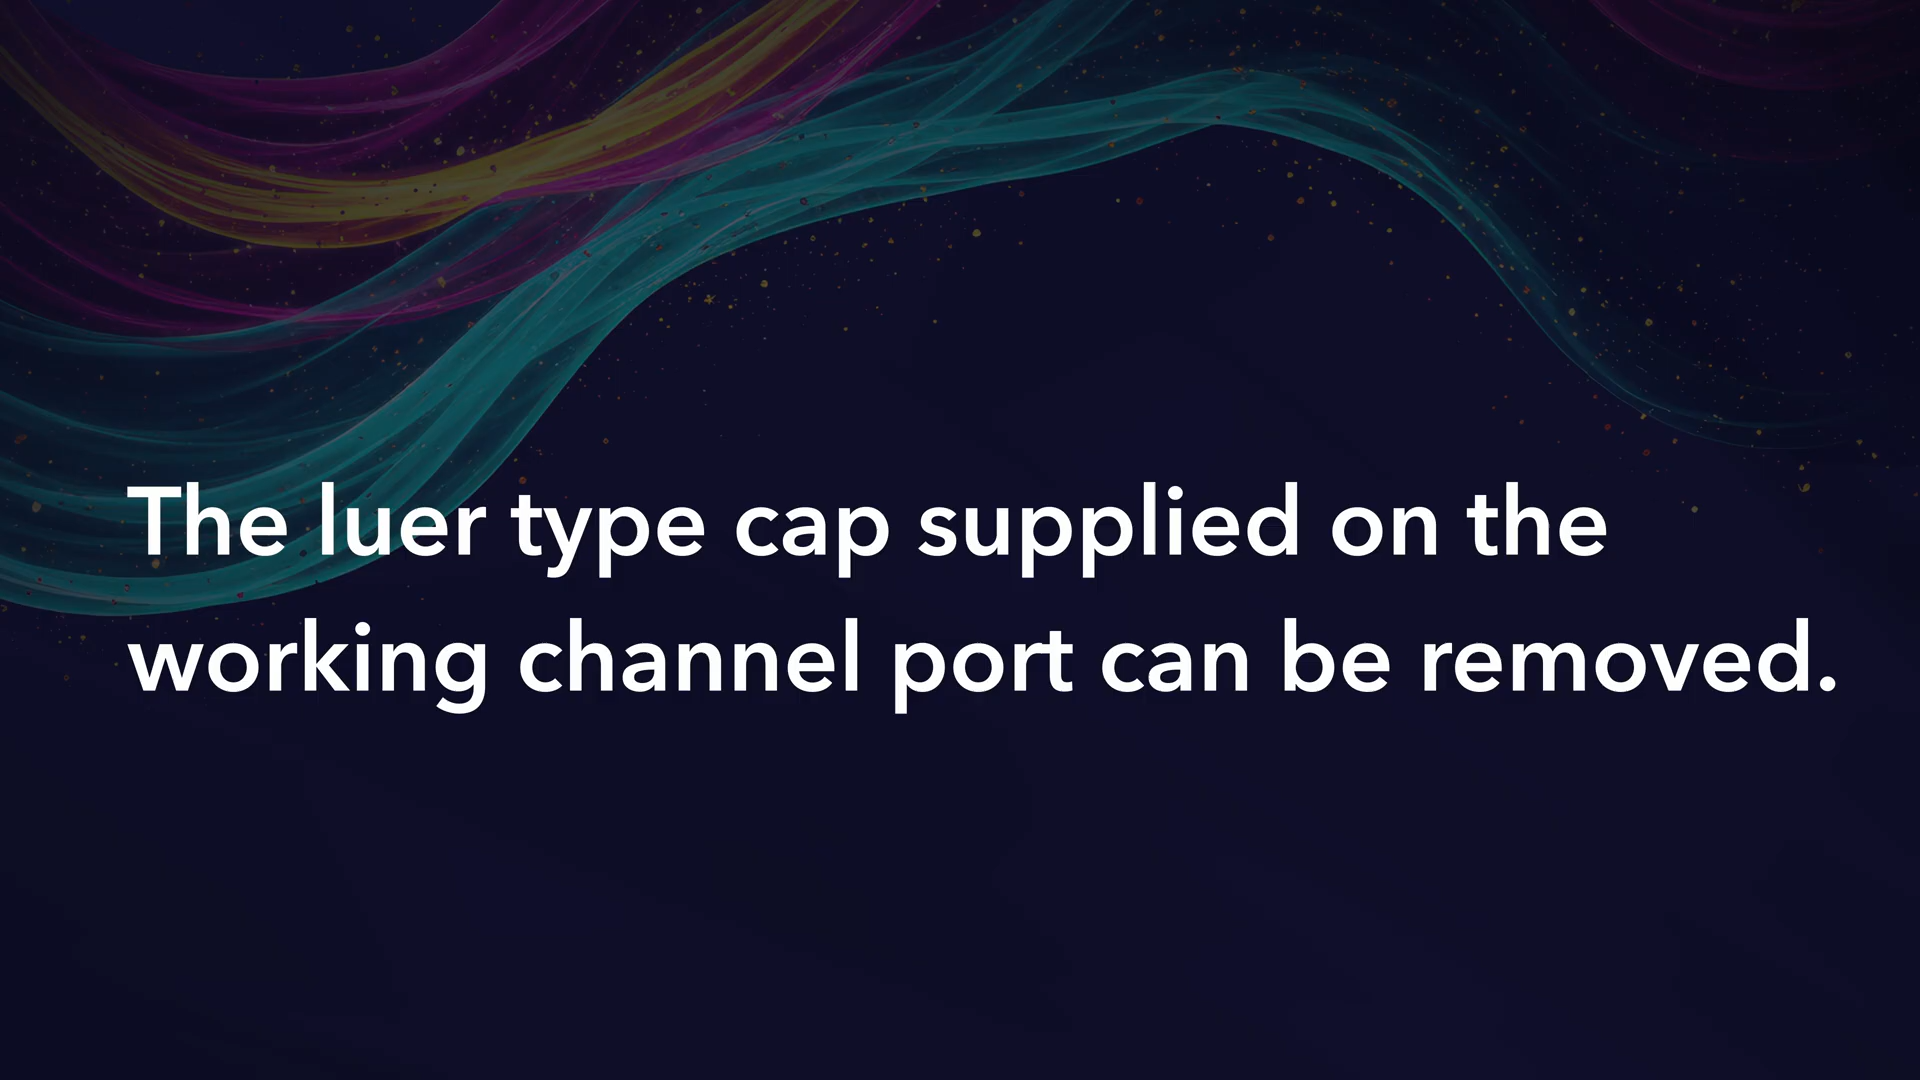 The luer type cap supplied on the
working channel port can be removed.